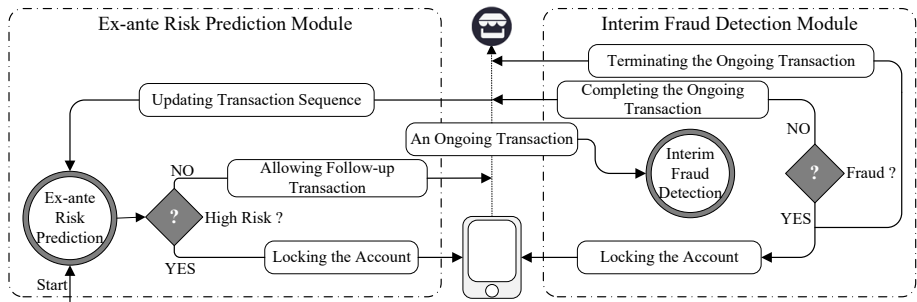 Ex-ante Risk Prediction Module
Interim Fraud Detection Module
Terminating the Ongoing Transaction
Updating Transaction Sequence
Completing the Ongoing
Transaction
An Ongoing Transaction
NO
NO
Allowing Follow-up
Transaction
Interim
Fraud
Detection
?
Fraud ?
Ex-ante
Risk
Prediction
?
High Risk ?
YES
YES
Locking the Account
Locking the Account
Start